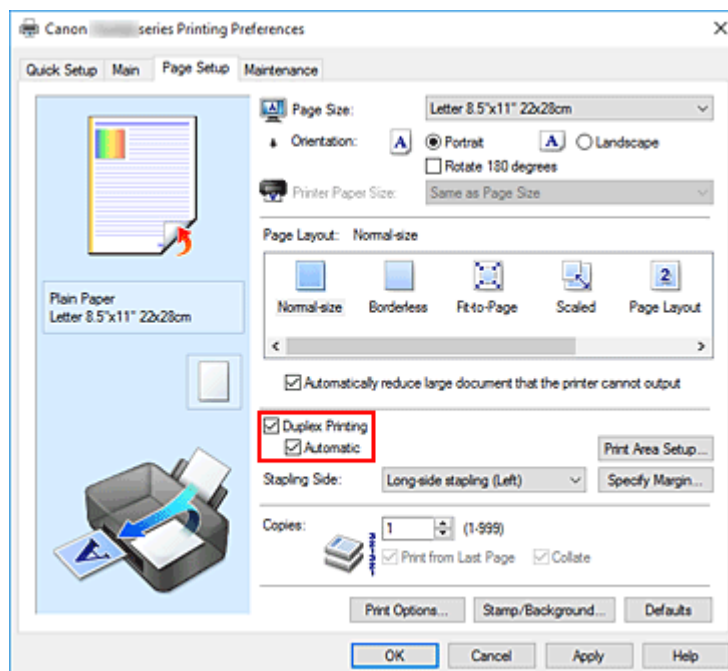 Canon series Printing Preferences
Quick Setup Main Page Setup Maintenance
Page Size: Letter 8.5"x11" 22x28cm
Orientation: A Portrait A Landscape
Rotate 180 degrees
Printer Paper Size: Same as Page Size
Page Layout: Normal-size
2
Normal-size Borderless Fit-to-Page Scaled Page Layout
Plain Paper
Letter 8.5"x11" 22x28cm
Automatically reduce large document that the printer cannot output
Duplex Printing
Automatic
Print Area Setup...
Stapling Side: Long-side stapling (Left) Specify Margin...
Copies: 1 (1-999)
Print from Last Page Collate
A
Print Options... Stamp/Background... Defaults
OK Cancel Apply Help